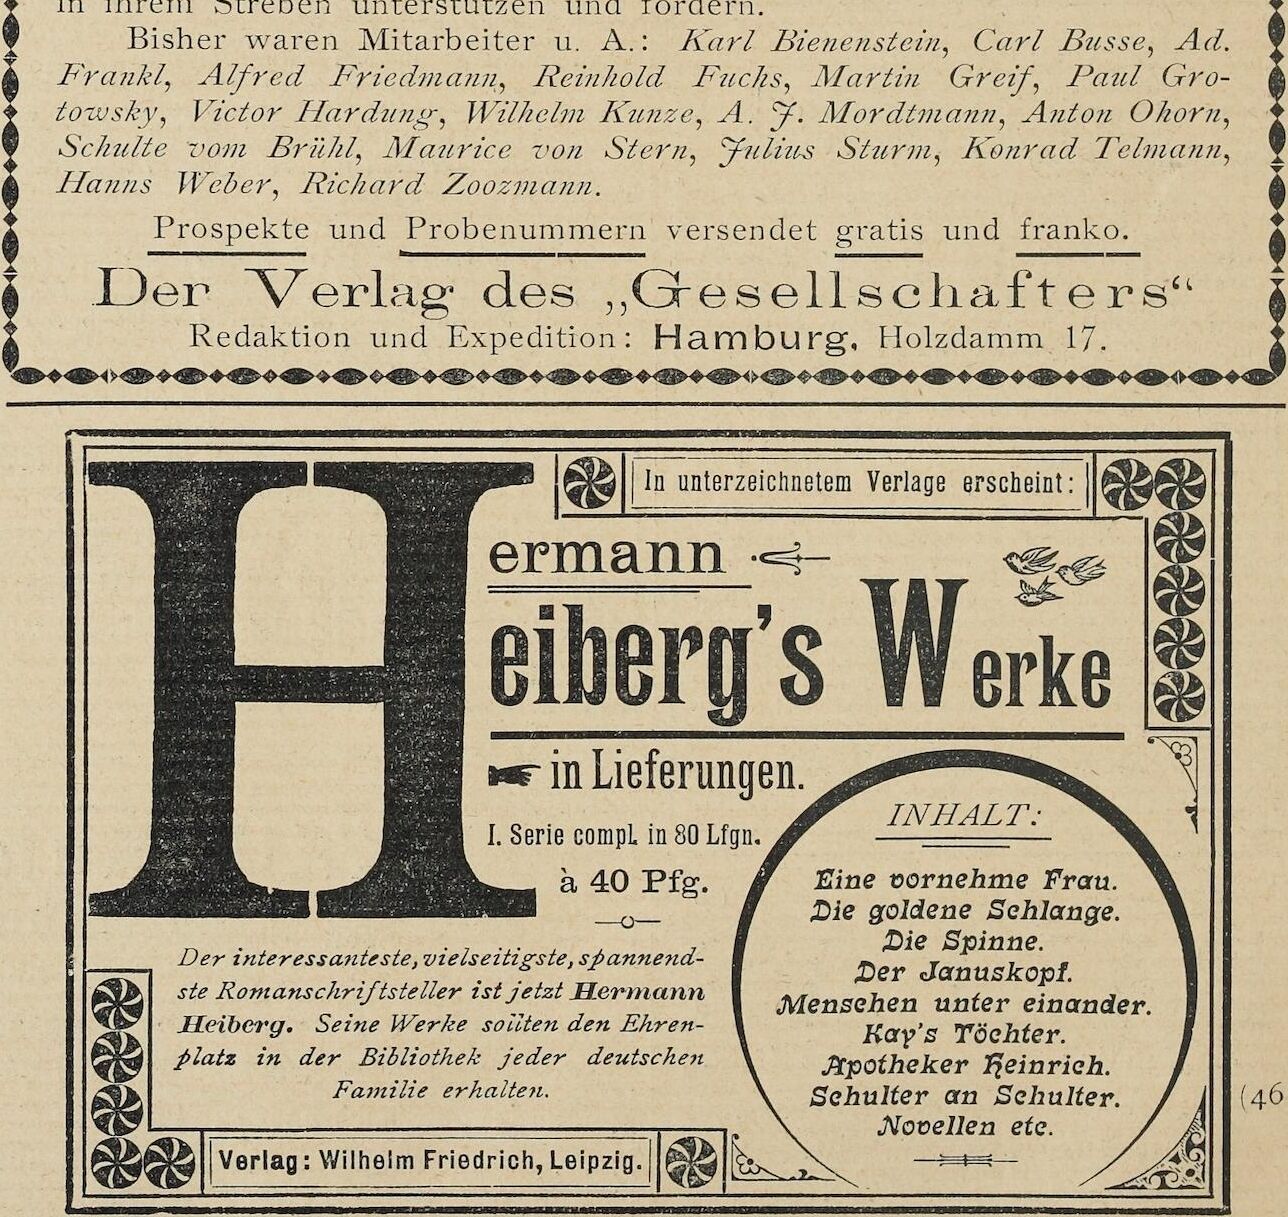 in ihrem Streben unterstützen und fördern.
Bisher waren Mitarbeiter u. A.: Karl Bienenstein, Carl Busse, Ad.
Frankl, Alfred Friedmann, Reinhold Fuchs, Martin Greif, Paul Gro-
towsky, Victor Hardung, Wilhelm Kunze, A. J. Mordtmann, Anton Ohorn,
Schulte vom Brühl, Maurice von Stern, Julius Sturm, Konrad Telmann,
Hanns Weber, Richard Zoozmann.
Prospekte und Probenummern versendet gratis und franko.
Der Verlag des „Gesellschafters“
Redaktion und Expedition: Hamburg, Holzdamm 17.
In unterzeichnetem Verlage erscheint:
Hermann
Heiberg's Werke
in Lieferungen.
I. Serie compl. in 80 Lfgn.
à 40 Pfg.
Der interessanteste, vielseitigste, spannend-
ste Romanschriftsteller ist jetzt Hermann
Heiberg. Seine Werke sollten den Ehren-
platz in der Bibliothek jeder deutschen
Familie erhalten.
INHALT:
Eine vornehme Frau.
Die goldene Schlange.
Die Spinne.
Der Januskopf.
Menschen unter einander.
Kay's Töchter.
Apotheker Heinrich.
Schulter an Schulter.
Novellen etc.
(46
Verlag: Wilhelm Friedrich, Leipzig.